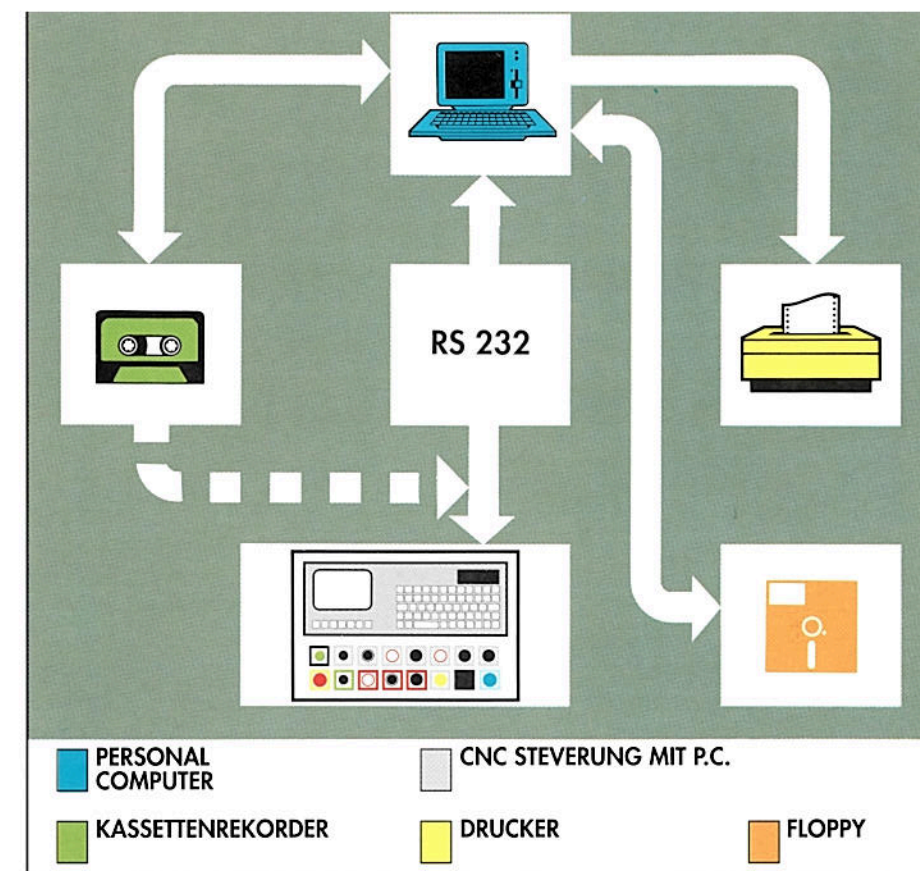 RS 232
PERSONAL
COMPUTER
CNC STEVERUNG MIT P.C.
KASSETTENREKORDER
DRUCKER
FLOPPY